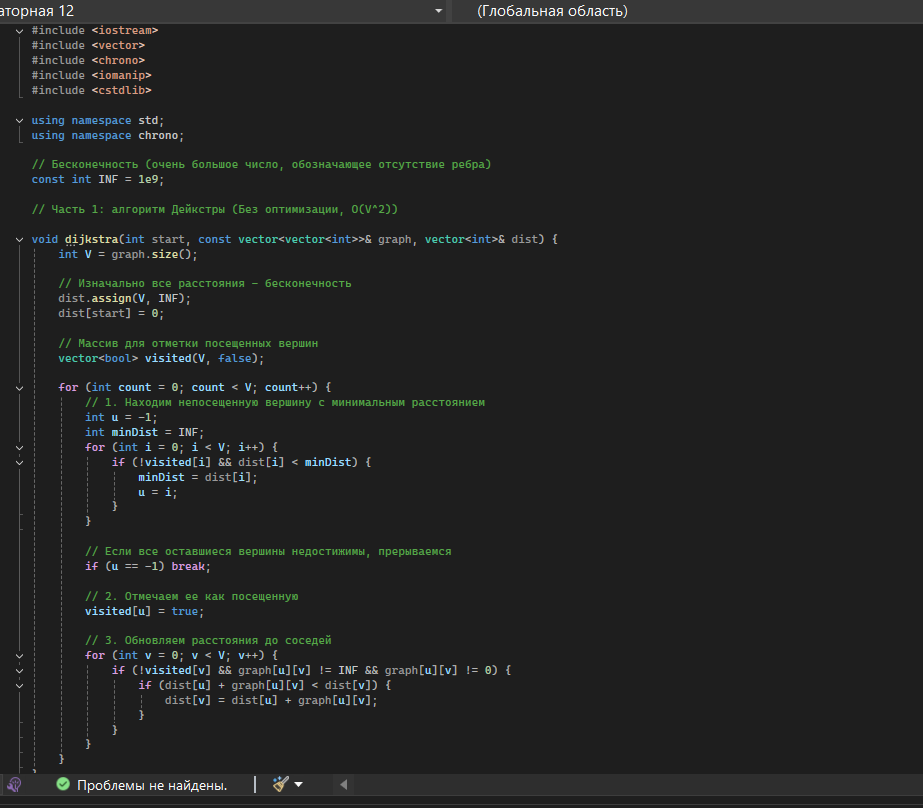 аторная 12
(Глобальная область)
#include <iostream>
#include <vector>
#include <chrono>
#include <iomanip>
#include <cstdlib>
using namespace std;
using namespace chrono;
// Бесконечность (очень большое число, обозначающее отсутствие ребра)
const int INF = 1e9;
// Часть 1: алгоритм Дейкстры (Без оптимизации, O(V^2))
void dijkstra(int start, const vector<vector<int>>& graph, vector<int>& dist) {
int V = graph.size();
// Изначально все расстояния – бесконечность
dist.assign(V, INF);
dist[start] = 0;
// Массив для отметки посещенных вершин
vector<bool> visited(V, false);
for (int count = 0; count < V; count++) {
// 1. Находим непосещенную вершину с минимальным расстоянием
int u = -1;
int minDist = INF;
for (int i = 0; i < V; i++) {
if (!visited[i] && dist[i] < minDist) {
minDist = dist[i];
u = i;
}
}
// Если все оставшиеся вершины недостижимы, прерываемся
if (u == -1) break;
// 2. Отмечаем ее как посещенную
visited[u] = true;
// 3. Обновляем расстояния до соседей
for (int v = 0; v < V; v++) {
if (!visited[v] && graph[u][v] != INF && graph[u][v] != 0) {
if (dist[u] + graph[u][v] < dist[v]) {
dist[v] = dist[u] + graph[u][v];
}
}
}
}
Проблемы не найдены.